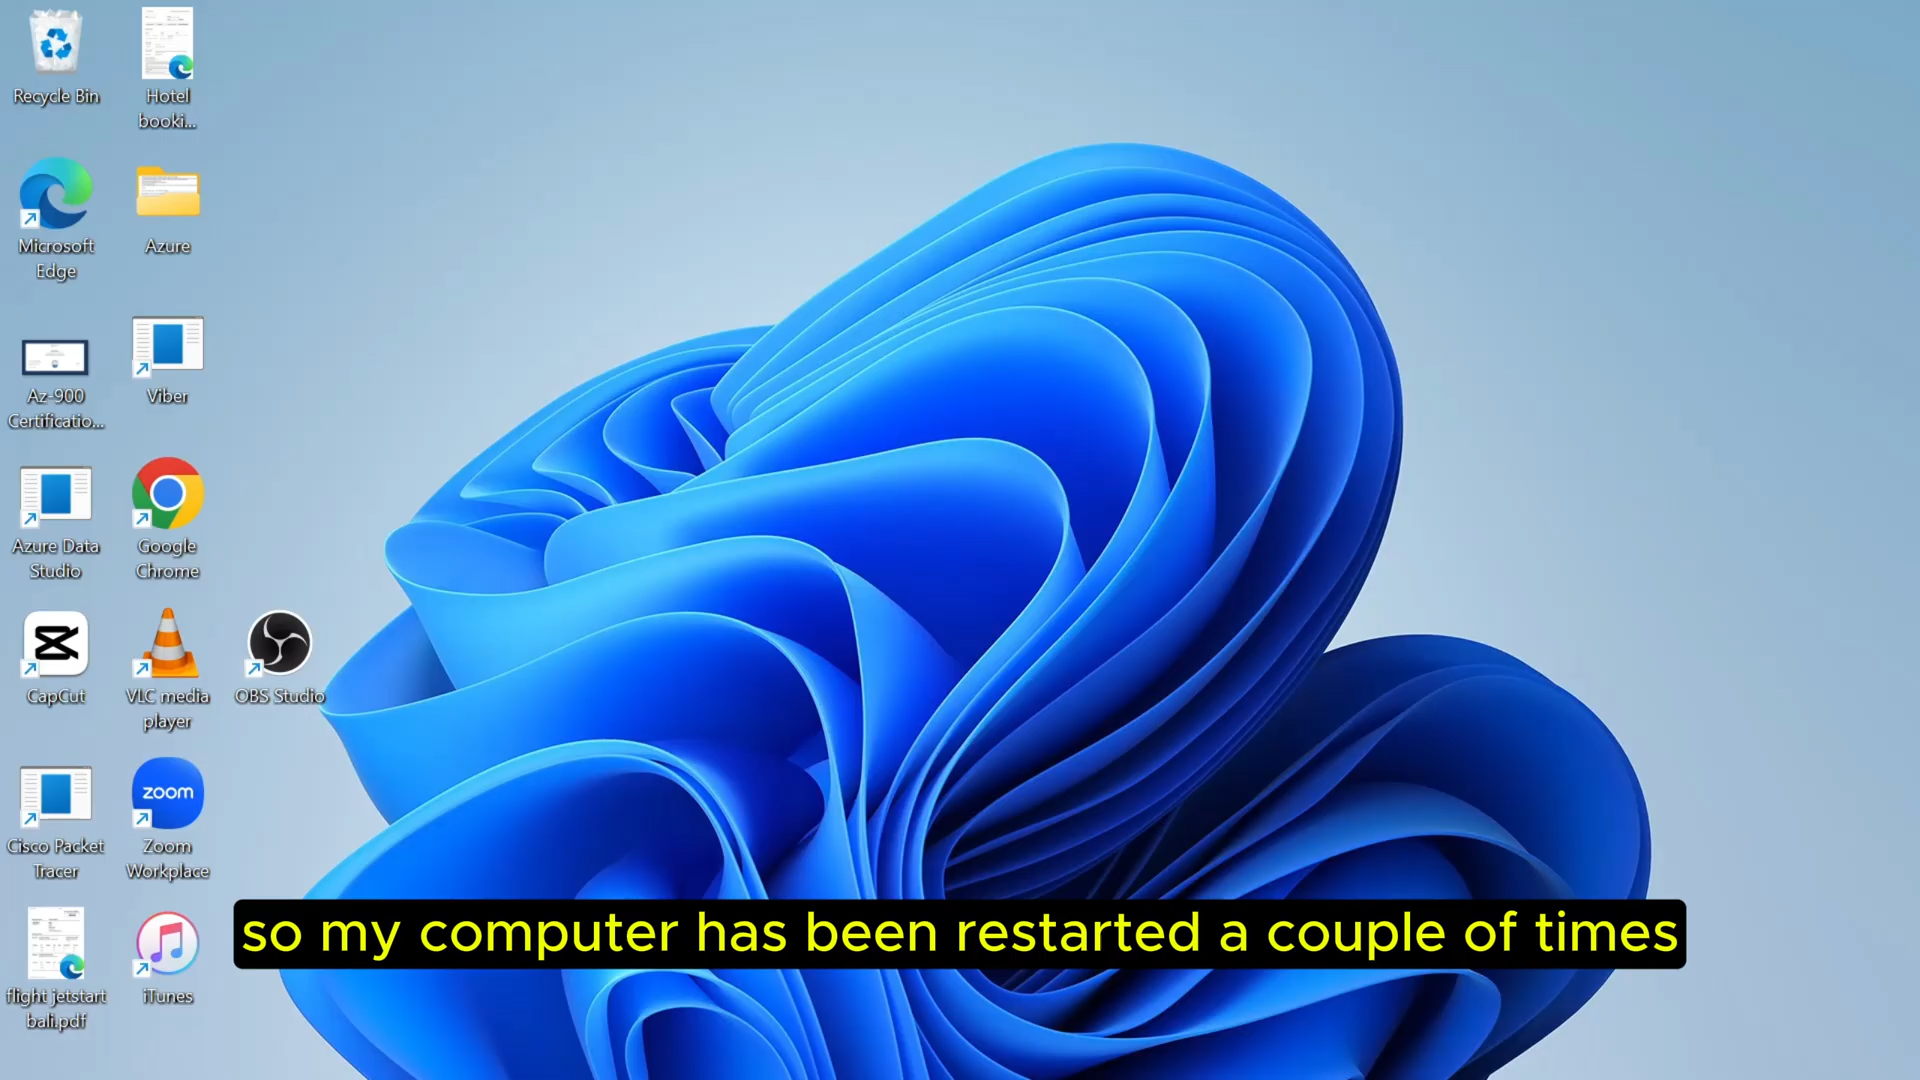 Recycle Bin
Hotel
booki...
Microsoft
Edge
Azure
Az-900
Certificatio...
Viber
Azure Data
Studio
Google
Chrome
CapCut
VLC media
player
OBS Studio
Cisco Packet
Tracer
zoom
Zoom
Workplace
flight jetstart
bali.pdf
iTunes
so my computer has been restarted a couple of times